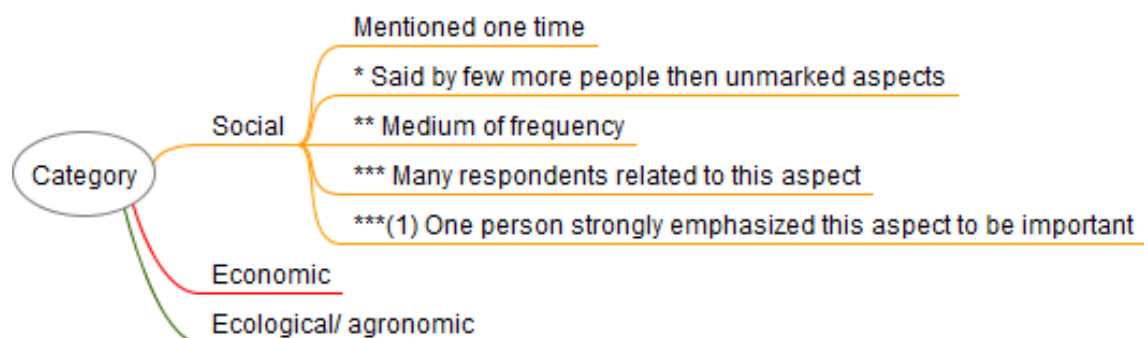 Mentioned one time
* Said by few more people then unmarked aspects
Social
** Medium of frequency
Category
*** Many respondents related to this aspect
***(1) One person strongly emphasized this aspect to be important
Economic
Ecological/ agronomic